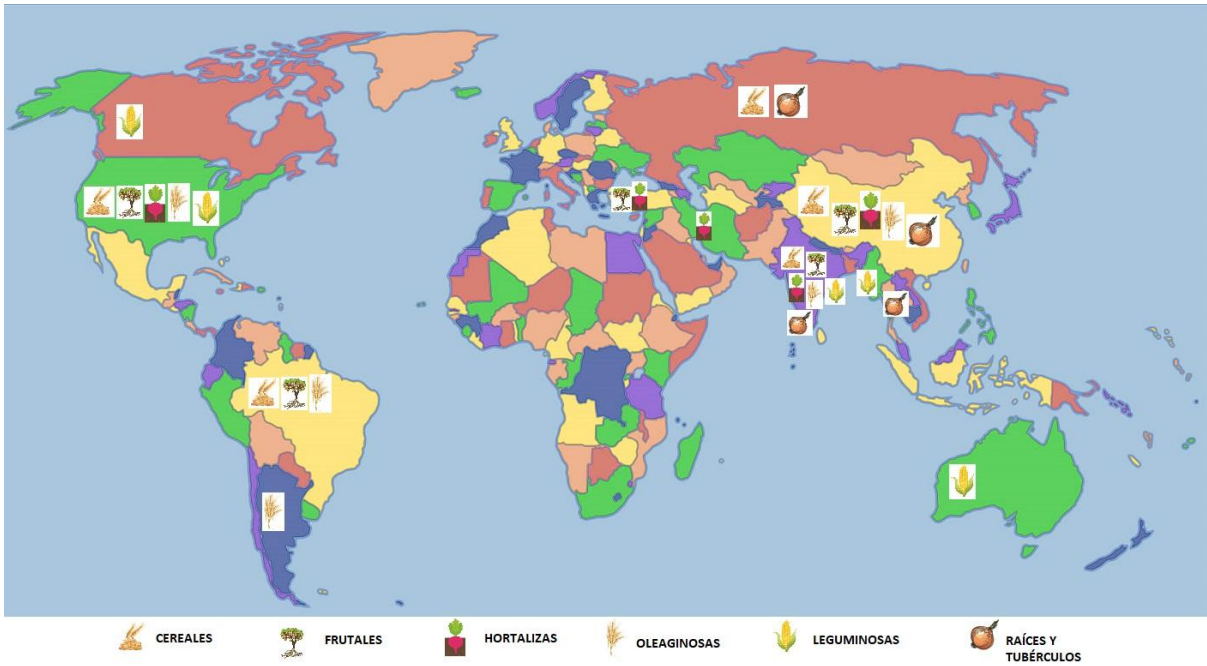 CEREALES
FRUTALES
HORTALIZAS
OLEAGINOSAS
LEGUMINOSAS
RAÍCES Y
TUBÉRCULOS